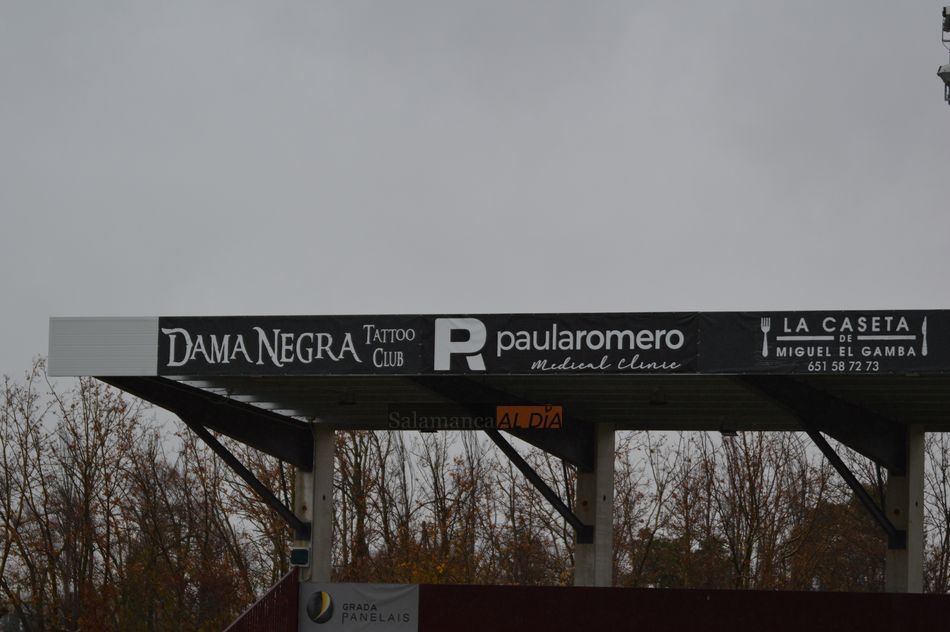 DAMA NEGRA TATTOO CLUB
R paularomero
Medical Clinic
LA CASETA
DE
MIGUEL EL GAMBA
651 58 72 73
Salamanca AL DÍA
GRADA
PANELAIS